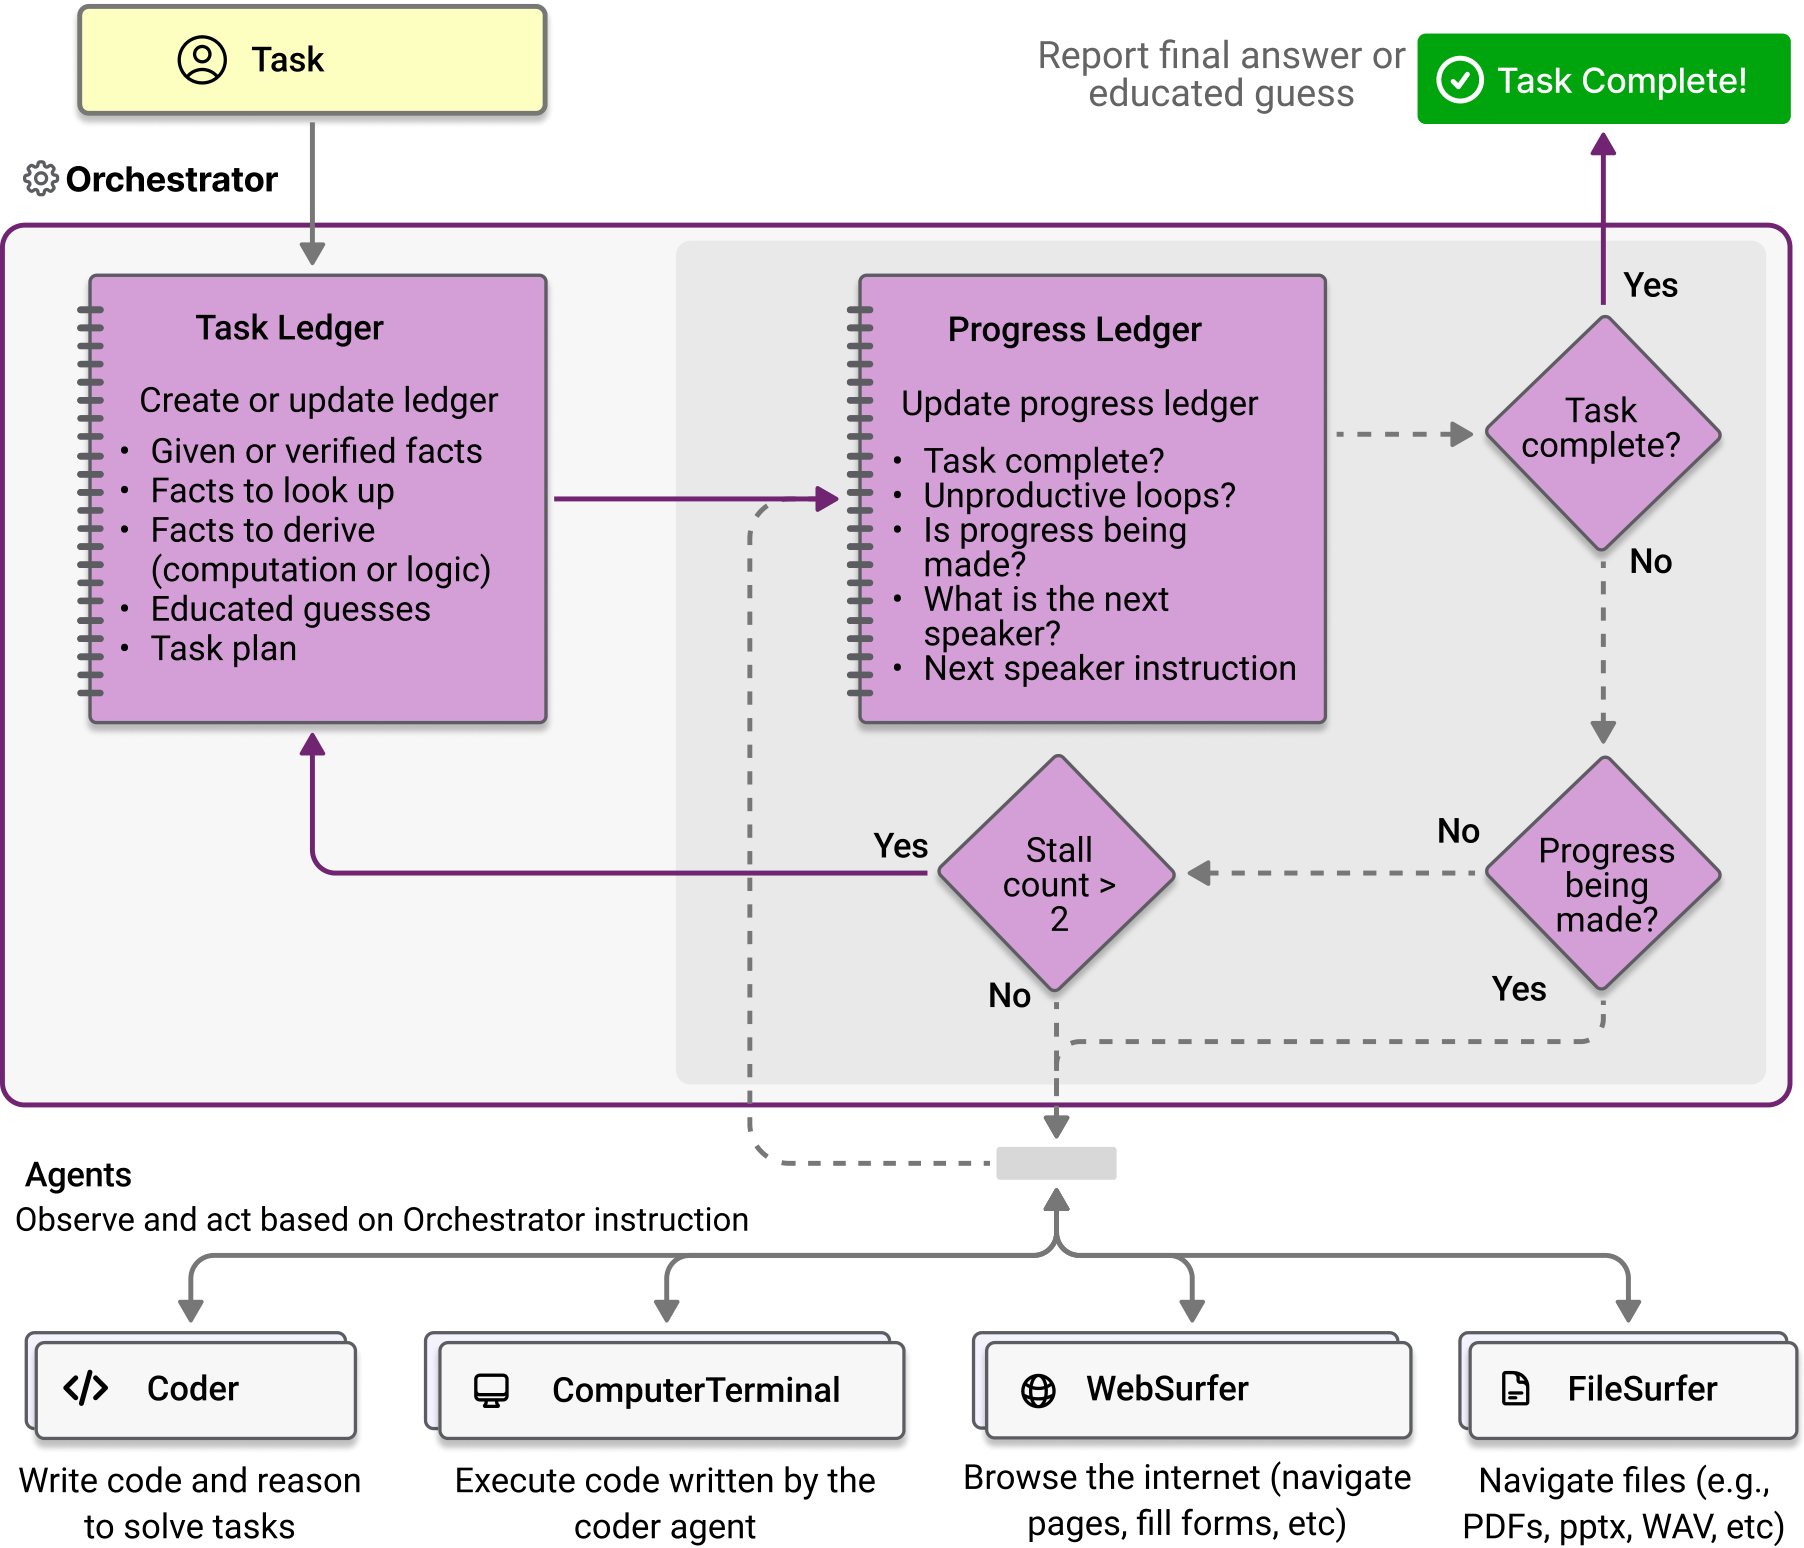 Task
Report final answer or
educated guess
Task Complete!
Orchestrator
Task Ledger
Create or update ledger
• Given or verified facts
• Facts to look up
• Facts to derive
(computation or logic)
• Educated guesses
• Task plan
Progress Ledger
Update progress ledger
• Task complete?
• Unproductive loops?
• Is progress being
made?
• What is the next
speaker?
• Next speaker instruction
Yes
Task
complete?
No
Progress
being
made?
No
Yes
Stall
count >
2
Yes
No
Agents
Observe and act based on Orchestrator instruction
</> Coder
Write code and reason
to solve tasks
ComputerTerminal
Execute code written by the
coder agent
WebSurfer
Browse the internet (navigate
pages, fill forms, etc)
FileSurfer
Navigate files (e.g.,
PDFs, pptx, WAV, etc)